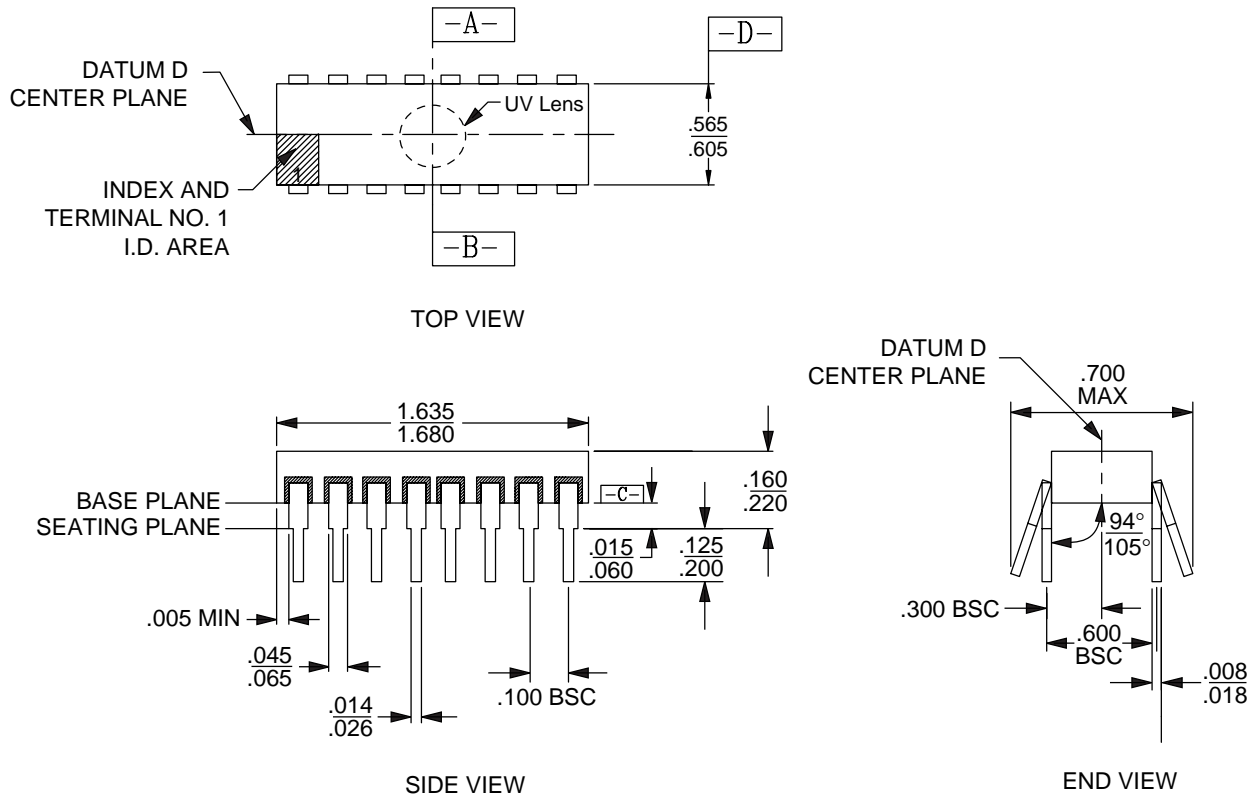 -A-
-D-
DATUM D
CENTER PLANE
UV Lens
.565
.605
1
INDEX AND
TERMINAL NO. 1
I.D. AREA
-B-
TOP VIEW
DATUM D
CENTER PLANE
.700
MAX
1.635
1.680
.160
.220
BASE PLANE
-C-
SEATING PLANE
.015
.060
.125
.200
94°
105°
.005 MIN
.300 BSC
.600
BSC
.045
.065
.100 BSC
.008
.018
.014
.026
SIDE VIEW
END VIEW